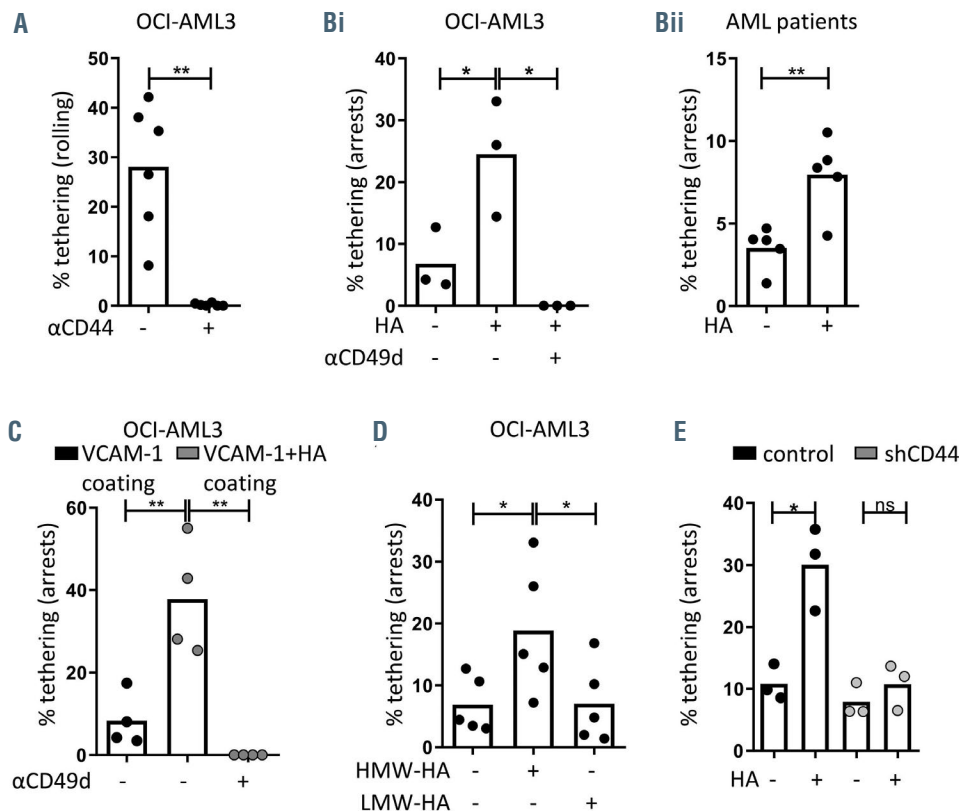 A
OCI-AML3
% tethering (rolling)
50
40
30
20
10
0
**
αCD44 - +
Bi
OCI-AML3
% tethering (arrests)
40
30
20
10
0
* *
HA - + +
αCD49d - - +
Bii
AML patients
% tethering (arrests)
15
10
5
0
**
HA - +
C
OCI-AML3
VCAM-1 coating
VCAM-1+HA coating
% tethering (arrests)
60
40
20
0
** **
αCD49d - - +
D
OCI-AML3
% tethering (arrests)
40
30
20
10
0
* *
HMW-HA - + -
LMW-HA - - +
E
control shCD44
% tethering (arrests)
40
30
20
10
0
* ns
HA - + - +